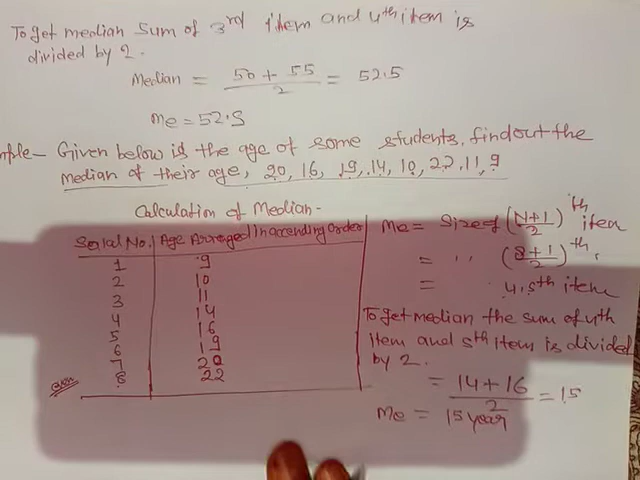 To get median sum of 3rd item and 4th item is
divided by 2.
Median = 50 + 55 / 2 = 52.5
Me = 52.5
mple- Given below is the age of some students, find out the
median of their age, 20, 16, 19, 14, 10, 22, 11, 9
Calculation of Median-
Serial No. Age Arranged in accending order
1 9
2 10
3 11
4 14
5 16
6 19
7 20
8 22
Me = Size of (N+1 / 2)th item
= " (8+1 / 2)th,
= 4.5th item
To get median the sum of 4th
item and 5th item is divided
by 2.
= 14+16 / 2 = 15
Me = 15 year